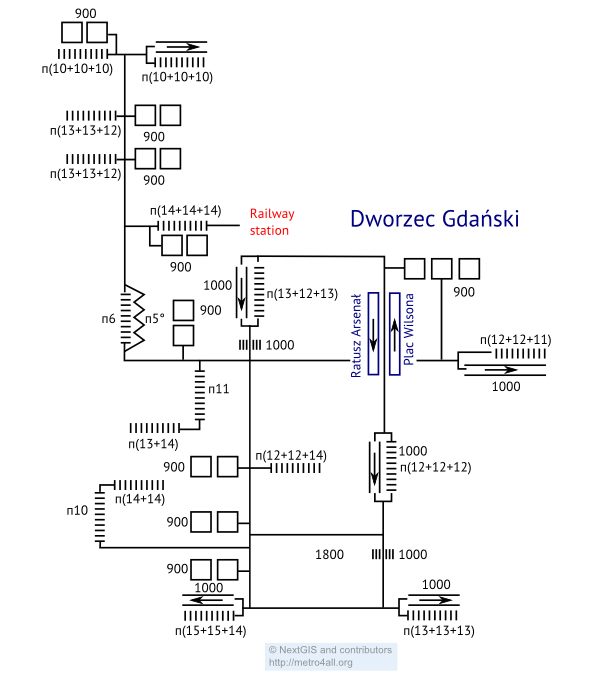 900
п(10+10+10)
п(10+10+10)
п(13+13+12)
900
п(13+13+12)
900
п(14+14+14)
Railway
station
900
Dworzec Gdański
1000
п(13+12+13)
900
900
п6
п5°
1000
Ratusz Arsenał
Plac Wilsona
п(12+12+11)
1000
п11
п(13+14)
п(12+12+14)
900
1000
п(12+12+12)
п(14+14)
п10
900
1800
1000
900
1000
1000
п(15+15+14)
п(13+13+13)
© NextGIS and contributors
http://metro4all.org